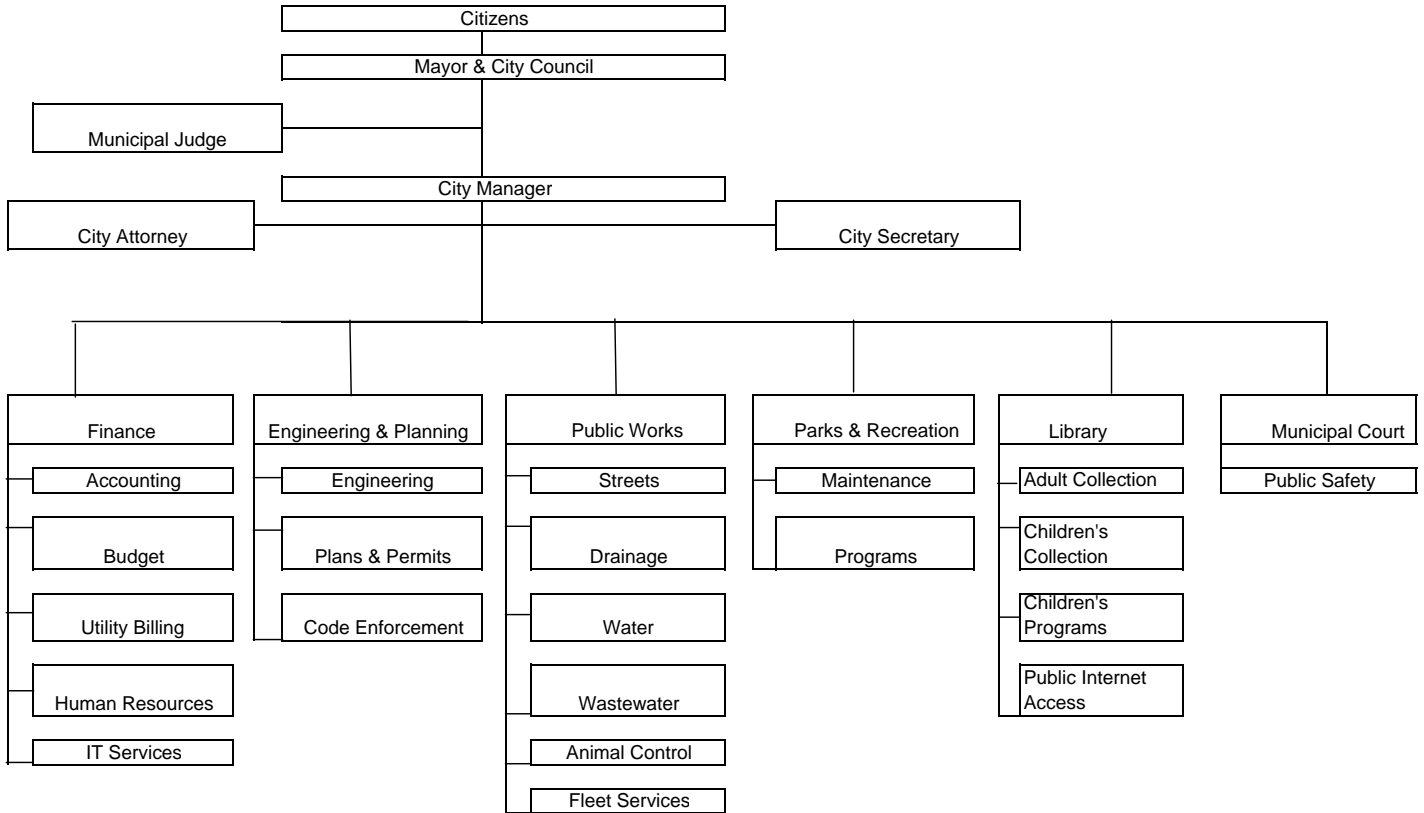 Citizens
Mayor & City Council
Municipal Judge
City Manager
City Attorney
City Secretary
Finance
Engineering & Planning
Public Works
Parks & Recreation
Library
Municipal Court
Accounting
Engineering
Streets
Maintenance
Adult Collection
Public Safety
Budget
Plans & Permits
Drainage
Programs
Children's
Collection
Utility Billing
Code Enforcement
Water
Children's
Programs
Human Resources
Wastewater
Public Internet
Access
IT Services
Animal Control
Fleet Services